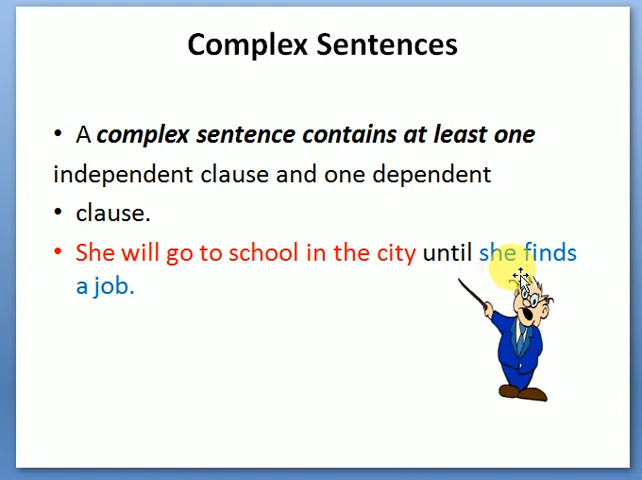 Complex Sentences
• A complex sentence contains at least one
independent clause and one dependent
• clause.
• She will go to school in the city until she finds
a job.